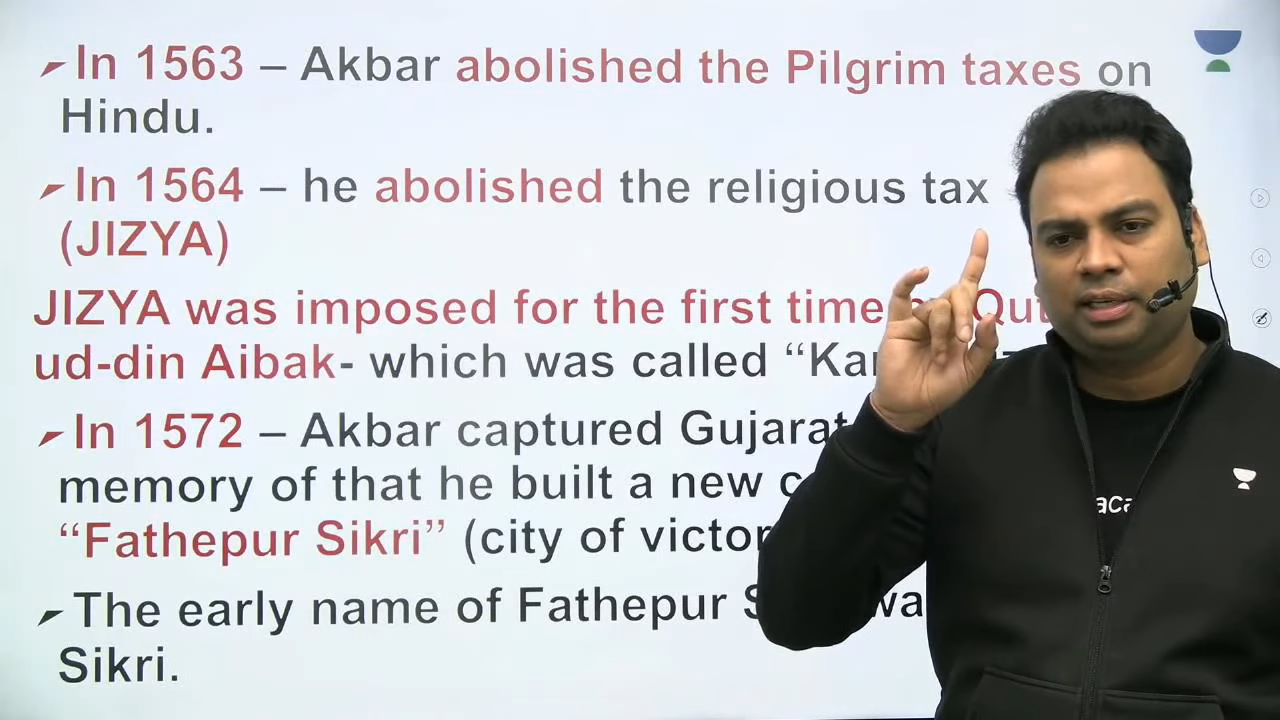 In 1563 – Akbar abolished the Pilgrim taxes on
Hindu.
In 1564 – he abolished the religious tax
(JIZYA)
JIZYA was imposed for the first time
ud-din Aibak- which was called “
In 1572 – Akbar captured Gujarat
memory of that he built a new
“Fathepur Sikri” (city of
The early name of Fathepur
Sikri.